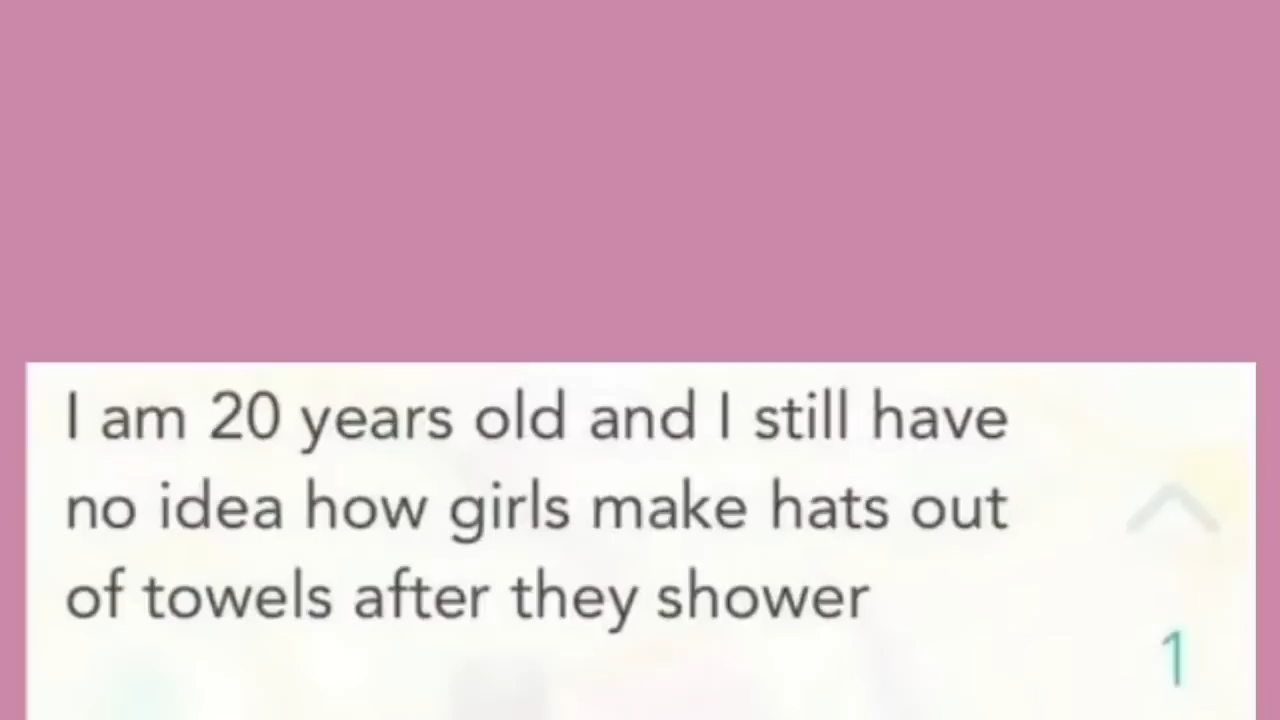 I am 20 years old and I still have
no idea how girls make hats out
of towels after they shower
1